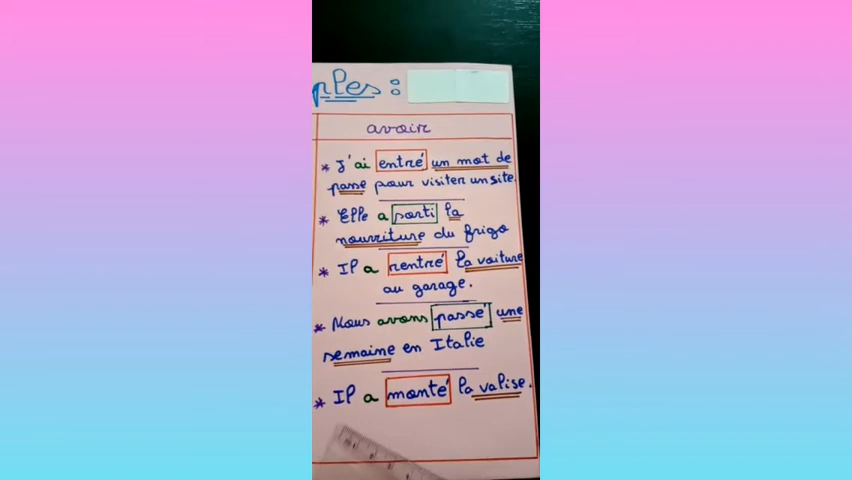 ples :
avoir
* J'ai entré un mot de
passe pour visiter un site.
* Elle a sorti la
nourriture du frigo
* Il a rentré la voiture
au garage.
* Nous avons passé une
semaine en Italie
* Il a monté la valise.